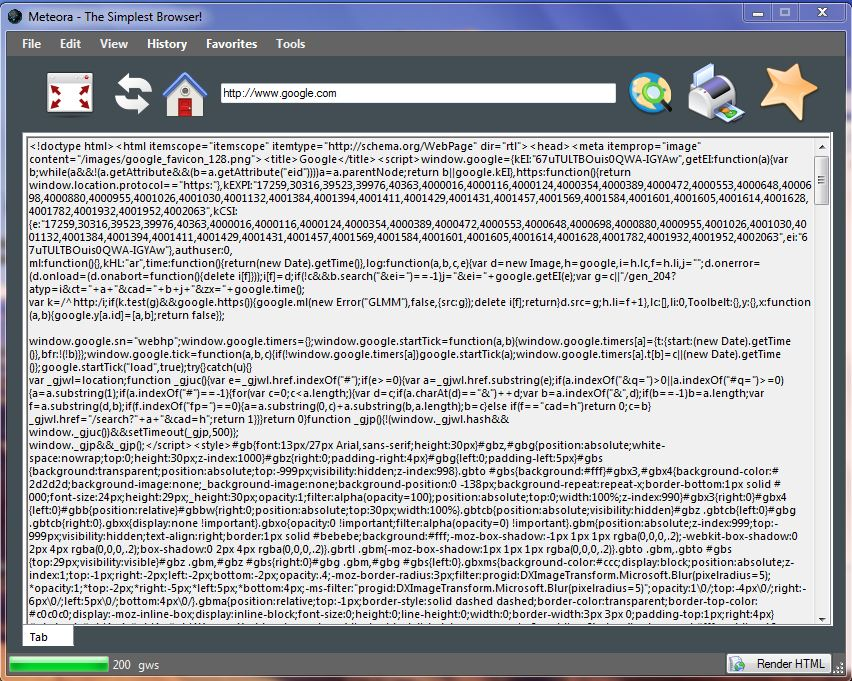 Meteora - The Simplest Browser!
File Edit View History Favorites Tools
http://www.google.com
<!doctype html><html itemscope="itemscope" itemtype="http://schema.org/WebPage" dir="rtl"><head><meta itemprop="image"
content="/images/google_favicon_128.png"><title>Google</title><script>window.google={kEI:"67uTULTBOuis0QWA-IGYAw",getEI:function(a){var
b;while(a&&!(a.getAttribute&&(b=a.getAttribute("eid"))))a=a.parentNode;return b||google.kEI},https:function(){return
window.location.protocol=="https:"},kEXPI:"17259,30316,39523,39976,40363,4000016,4000116,4000124,4000354,4000389,4000472,4000553,4000648,400069
698,4000880,4000955,4001026,4001030,4001132,4001384,4001394,4001411,4001429,4001431,4001457,4001569,4001584,4001601,4001605,4001614,4001628,
4001782,4001932,4001952,4002063",kCSI:
{e:"17259,30316,39523,39976,40363,4000016,4000116,4000124,4000354,4000389,4000472,4000553,4000648,4000698,4000880,4000955,4001026,4001030,40
01132,4001384,4001394,4001411,4001429,4001431,4001457,4001569,4001584,4001601,4001605,4001614,4001628,4001782,4001932,4001952,4002063",ei:"6
7uTULTBOuis0QWA-IGYAw"},authuser:0,
ml:function(){},kHL:"ar",time:function(){return(new Date).getTime()},log:function(a,b,c,e){var d=new Image,h=google,i=h.lc,f=h.li,j="";d.onerror=
(d.onload=(d.onabort=function(){delete i[f]}));i[f]=d;if(!c&&b.search("&ei=")==-1)j="&ei="+google.getEI(e);var g=c||"/gen_204?
atyp=i&ct="+a+"&cad="+b+j+"&zx="+google.time();
var k=/^http:/i;if(k.test(g)&&google.https()){google.ml(new Error("GLMM"),false,{src:g});delete i[f];return}d.src=g;h.li=f+1},lc:[],li:0,Toolbelt:{},y:{},x:function
(a,b){google.y[a.id]=[a,b];return false}};
window.google.sn="webhp";window.google.timers={};window.google.startTick=function(a,b){window.google.timers[a]={t:{start:(new Date).getTime
()},bfr:!(!b)}};window.google.tick=function(a,b,c){if(!window.google.timers[a])google.startTick(a);window.google.timers[a].t[b]=c||(new Date).getTime
()};google.startTick("load",true);try{}catch(u){}
var _gjwl=location;function _gjuc(){var e=_gjwl.href.indexOf("#");if(e>=0){var a=_gjwl.href.substring(e);if(a.indexOf("&q=")>0||a.indexOf("#q=")>=0)
{a=a.substring(1);if(a.indexOf("#")==-1){for(var c=0;c<a.length;){var d=c;if(a.charAt(d)=="&")++d;var b=a.indexOf("&",d);if(b==-1)b=a.length;var
f=a.substring(d,b);if(f.indexOf("fp=")==0){a=a.substring(0,c)+a.substring(b,a.length);b=c}else if(f=="cad=h")return 0;c=b}
_gjwl.href="/search?"+a+"&cad=h";return 1}}}return 0}function _gjp(){!(window._gjwl.hash&&
window._gjuc())&&setTimeout(_gjp,500)};
window._gjp&&_gjp();</script><style>#gb{font:13px/27px Arial,sans-serif;height:30px}#gbz,#gbg{position:absolute;white-
space:nowrap;top:0;height:30px;z-index:1000}#gbz{right:0;padding-right:4px}#gbg{left:0;padding-left:5px}#gbs
{background:transparent;position:absolute;top:-999px;visibility:hidden;z-index:998}.gbto #gbs{background:#fff}#gbx3,#gbx4{background-color:#
2d2d2d;background-image:none;_background-image:none;background-position:0 -138px;background-repeat:repeat-x;border-bottom:1px solid #
000;font-size:24px;height:29px;_height:30px;opacity:1;filter:alpha(opacity=100);position:absolute;top:0;width:100%;z-index:990}#gbx3{right:0}#gbx4
{left:0}#gbb{position:relative}#gbbw{right:0;position:absolute;top:30px;width:100%}.gbtcb{position:absolute;visibility:hidden}#gbz .gbtcb{left:0}#gbg
.gbtcb{right:0}.gbxx{display:none !important}.gbxo{opacity:0 !important;filter:alpha(opacity=0) !important}.gbm{position:absolute;z-index:999;top:-
999px;visibility:hidden;text-align:right;border:1px solid #bebebe;background:#fff;-moz-box-shadow:-1px 1px 1px rgba(0,0,0,.2);-webkit-box-shadow:0
2px 4px rgba(0,0,0,.2);box-shadow:0 2px 4px rgba(0,0,0,.2)}.gbrtl .gbm{-moz-box-shadow:1px 1px 1px rgba(0,0,0,.2)}.gbto .gbm,.gbto #gbs
{top:29px;visibility:visible}#gbz .gbm,#gbz #gbs{right:0}#gbg .gbm,#gbg #gbs{left:0}.gbxms{background-color:#ccc;display:block;position:absolute;z-
index:1;top:-1px;right:-2px;left:-2px;bottom:-2px;opacity:.4;-moz-border-radius:3px;filter:progid:DXImageTransform.Microsoft.Blur(pixelradius=5);
*opacity:1;*top:-2px;right:-5px;*left:5px;*bottom:4px;-ms-filter:"progid:DXImageTransform.Microsoft.Blur(pixelradius=5)";opacity:1\0/;top:-4px\0/;right:-
6px\0/;left:5px\0/;bottom:4px\0/}.gbma{position:relative;top:-1px;border-style:solid dashed dashed;border-color:transparent;border-top-color:
#c0c0c0;display:-moz-inline-box;display:inline-block;font-size:0;height:0;line-height:0;width:0;border-width:3px 3px 0;padding-top:1px;right:4px}
Tab
200 gws
Render HTML